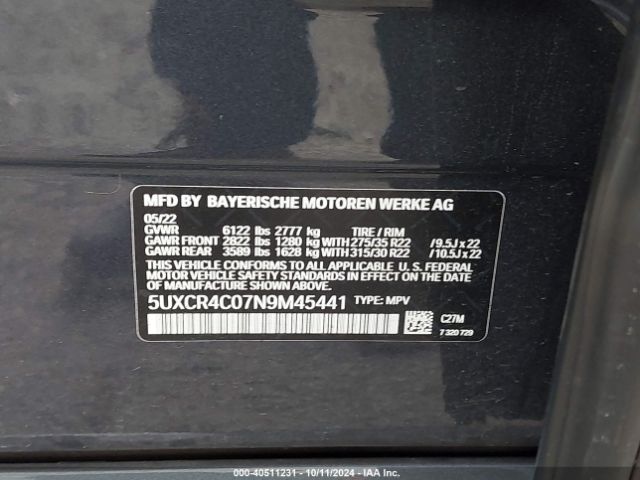 MFD BY BAYERISCHE MOTOREN WERKE AG
05/22
GVWR 6122 lbs 2777 kg TIRE / RIM
GAWR FRONT 2822 lbs 1280 kg WITH 275/35 R22 / 9.5J x 22
GAWR REAR 3589 lbs 1628 kg WITH 315/30 R22 / 10.5J x 22
THIS VEHICLE CONFORMS TO ALL APPLICABLE U. S. FEDERAL
MOTOR VEHICLE SAFETY STANDARDS IN EFFECT ON THE DATE
OF MANUFACTURE SHOWN ABOVE.
5UXCR4C07N9M45441 TYPE: MPV
C27M
7 320 729
000-40511231 - 10/11/2024 - IAA Inc.